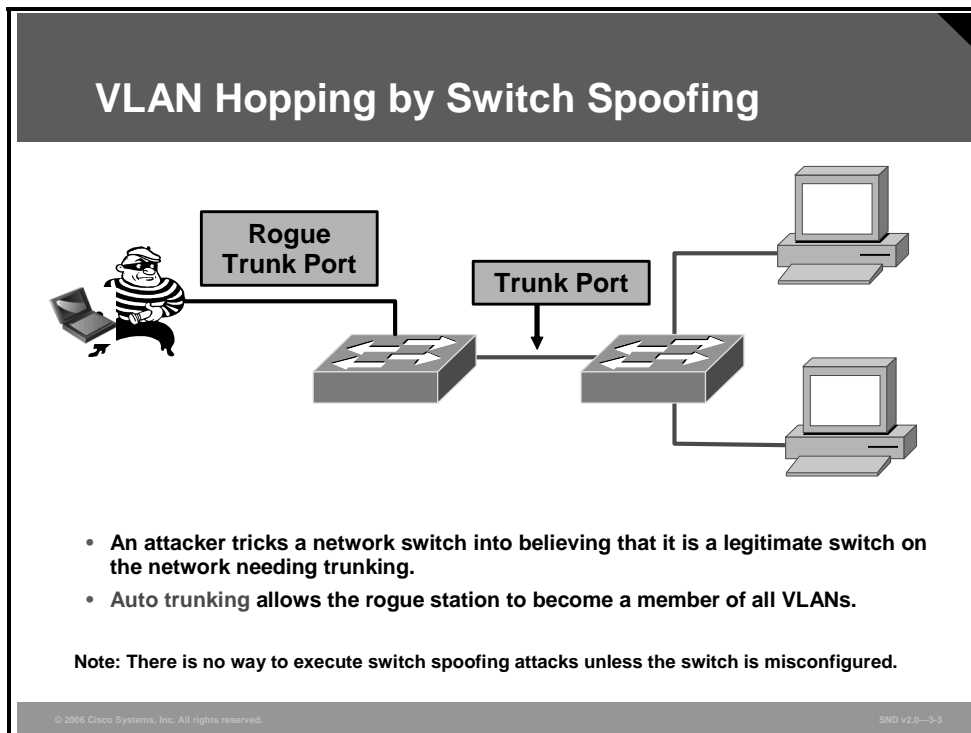 VLAN Hopping by Switch Spoofing
Rogue
Trunk Port
Trunk Port
• An attacker tricks a network switch into believing that it is a legitimate switch on
the network needing trunking.
• Auto trunking allows the rogue station to become a member of all VLANs.
Note: There is no way to execute switch spoofing attacks unless the switch is misconfigured.
© 2006 Cisco Systems, Inc. All rights reserved.
SND v2.0—3-3